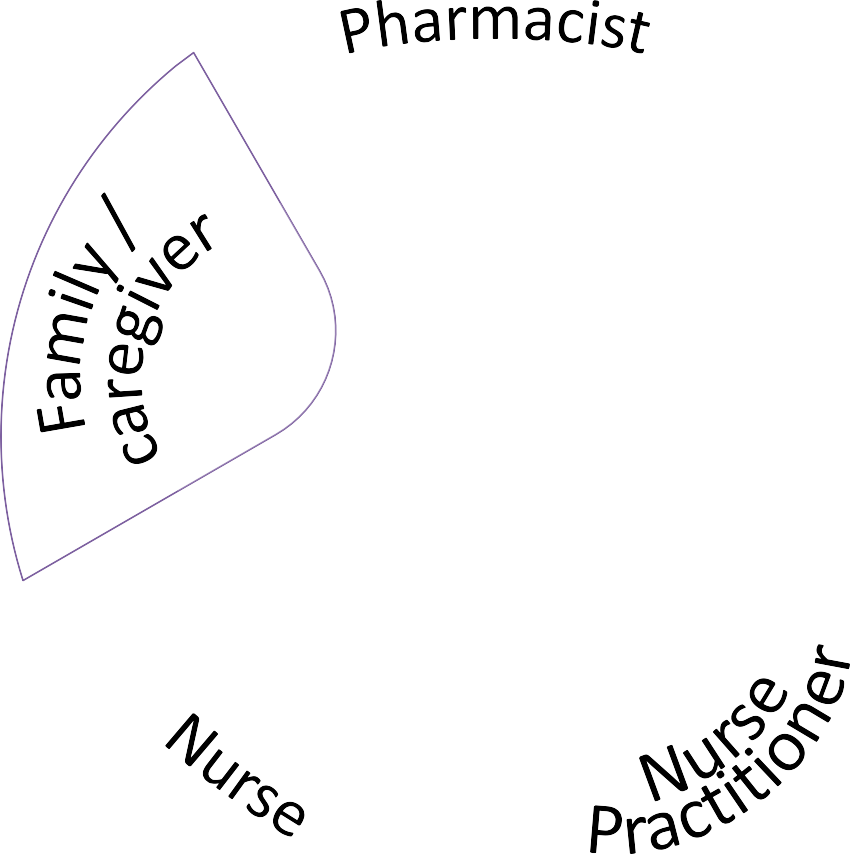 Pharmacist
Family /
caregiver
Nurse
Nurse
Practitioner